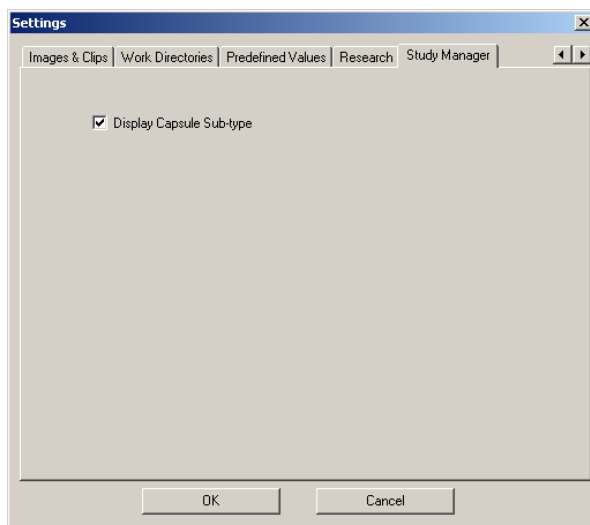 Settings
Images & Clips Work Directories Predefined Values Research Study Manager
Display Capsule Sub-type
OK Cancel